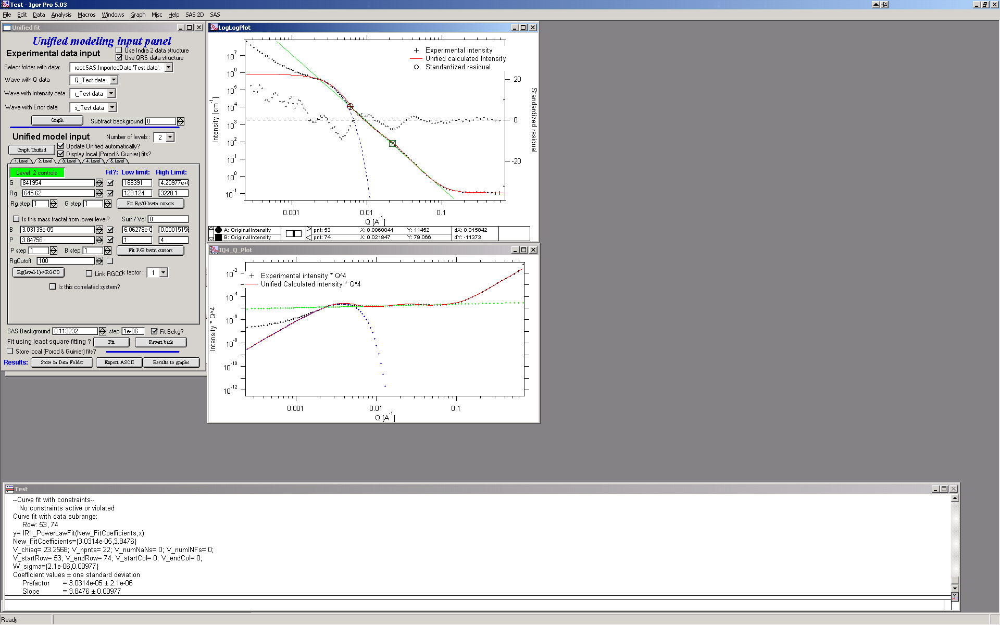 Test - Igor Pro 5.03
File Edit Data Analysis Macros Windows Graph Misc Help SAS 2D SAS
Unified fit
Unified modeling input panel
Experimental data input
Use Indra 2 data structure
Use QRS data structure
Select folder with data: root:SAS:ImportedData:'Test data':
Wave with Q data Q_Test data
Wave with Intensity data r_Test data
Wave with Error data s_Test data
Graph Subtract background 0
Unified model input Number of levels : 2
Graph Unified Update Unified automatically?
Display local (Porod & Guinier) fits?
1. Level 2. Level 3. Level 4. Level 5. Level
Level 2 controls Fit?: Low limit: High Limit:
G 841954 168391 4.20977e+
Rg 645.62 129.124 3228.1
Rg step 1 G step 1 Fit Rg/G bwtn cursors
Is this mass fractal from lower level? Surf / Vol 0
B 3.03139e-05 6.06278e-0 0.0001515
P 3.84756 1 4
P step 1 B step 1 Fit P/B bwtn cursors
RgCutoff 100
Rg(level-1)->RGCO Link RGCO k factor : 1
Is this correlated system?
SAS Background 0.113232 step 1e-06 Fit Bckg?
Fit using least square fitting ? Fit Revert back
Store local (Porod & Guinier) fits?
Results: Store in Data Folder Export ASCII Results to graphs
LogLogPlot
Experimental intensity
Unified calculated Intensity
Standardized residual
10^7
10^6
10^5
10^4
10^3
10^2
10^1
10^0
10^-1
Intensity [cm^-1]
20
0
-20
Standardized residual
0.001 0.01 0.1
Q [A^-1]
A: OriginalIntensity pnt: 53 X: 0.0060041 Y: 11452 dX: 0.015842
B: OriginalIntensity pnt: 74 X: 0.021847 Y: 79.066 dY: -11373
IQ4_Q_Plot
Experimental intensity * Q^4
Unified Calculated intensity * Q^4
10^-2
10^-4
10^-6
10^-8
10^-10
10^-12
Intensity * Q^4
0.001 0.01 0.1
Q [A^-1]
Test
--Curve fit with constraints--
No constraints active or violated
Curve fit with data subrange:
Row: 53, 74
y= IR1_PowerLawFit(New_FitCoefficients,x)
New_FitCoefficients={3.0314e-05,3.8476}
V_chisq= 23.2568; V_npnts= 22; V_numNaNs= 0; V_numINFs= 0;
V_startRow= 53; V_endRow= 74; V_startCol= 0; V_endCol= 0;
W_sigma={2.1e-06,0.00977}
Coefficient values ± one standard deviation
Prefactor = 3.0314e-05 ± 2.1e-06
Slope = 3.8476 ± 0.00977
Ready